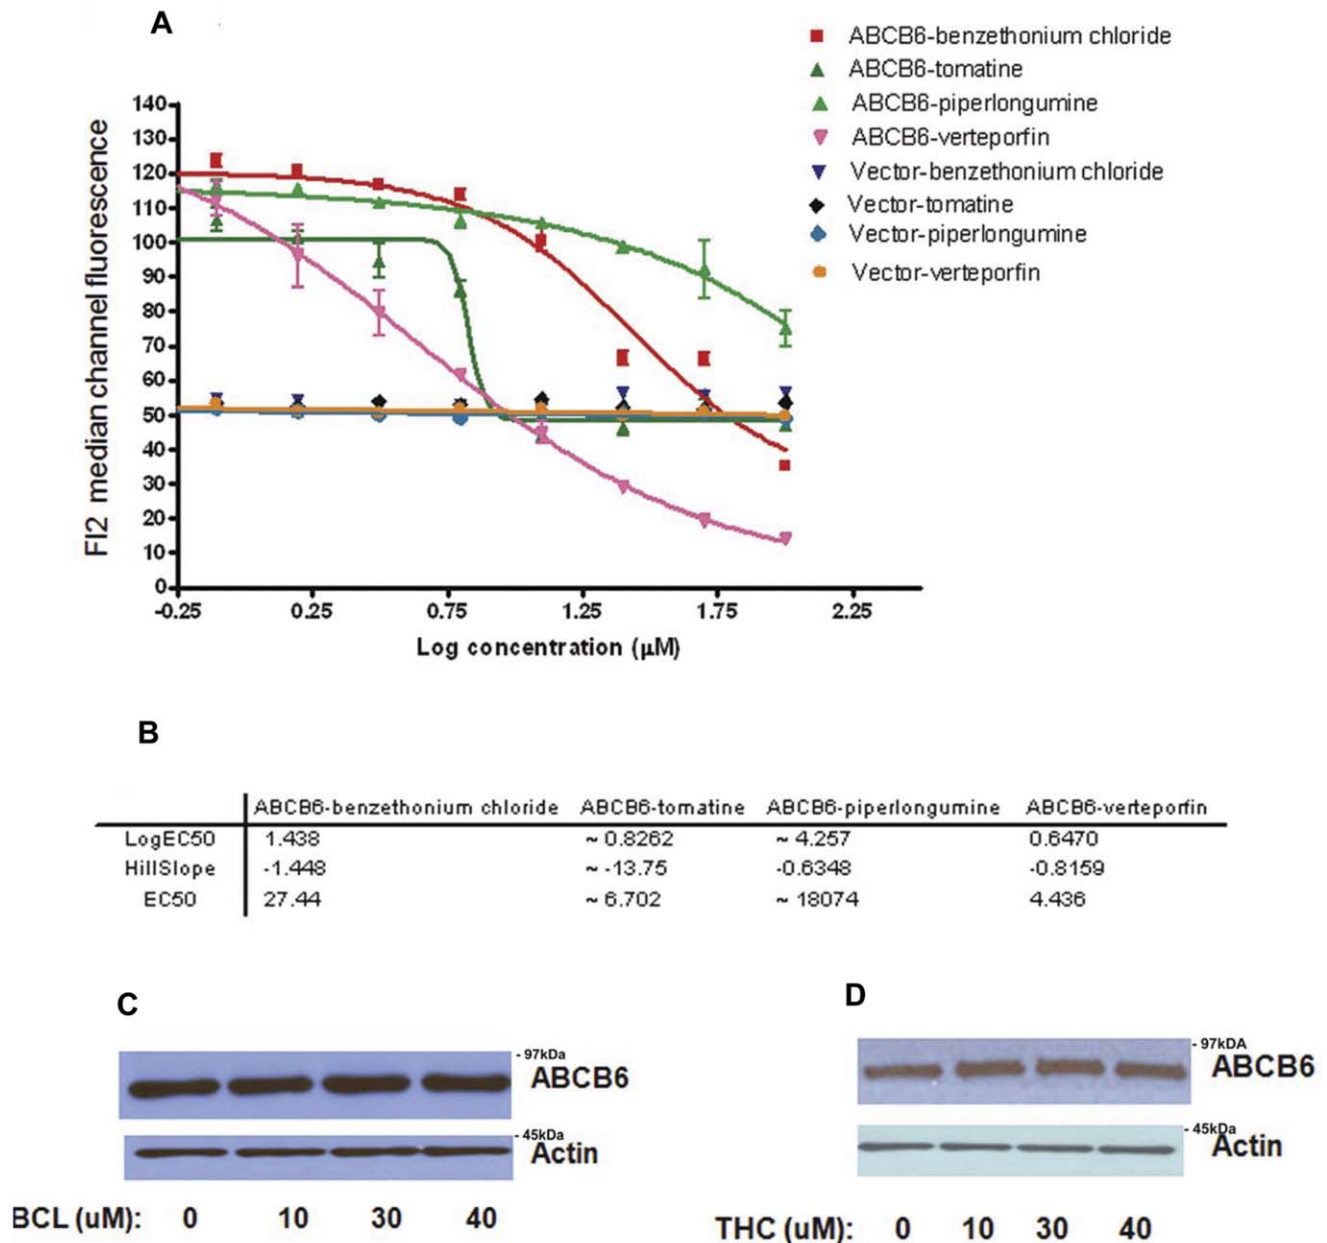 A
ABCB6-benzethonium chloride
ABCB6-tomatine
ABCB6-piperlongumine
ABCB6-verteporfin
Vector-benzethonium chloride
Vector-tomatine
Vector-piperlongumine
Vector-verteporfin
Fl2 median channel fluorescence
140
130
120
110
100
90
80
70
60
50
40
30
20
10
0
-0.25 0.25 0.75 1.25 1.75 2.25
Log concentration (µM)
B
ABCB6-benzethonium chloride ABCB6-tomatine ABCB6-piperlongumine ABCB6-verteporfin
LogEC50 1.438 ~ 0.8262 ~ 4.257 0.6470
HillSlope -1.448 ~ -13.75 -0.6348 -0.8159
EC50 27.44 ~ 6.702 ~ 18074 4.436
C
- 97kDa
ABCB6
- 45kDa
Actin
BCL (uM): 0 10 30 40
D
- 97kDA
ABCB6
- 45kDa
Actin
THC (uM): 0 10 30 40